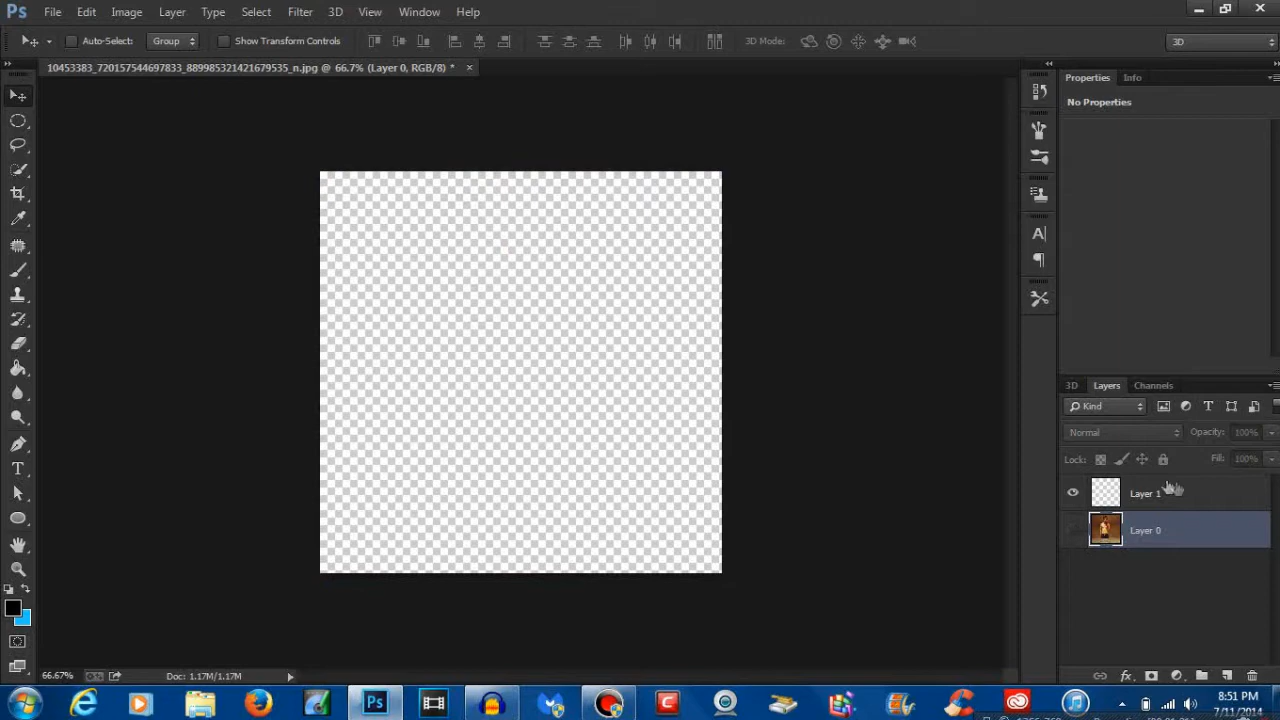 Ps File Edit Image Layer Type Select Filter 3D View Window Help
Auto-Select: Group Show Transform Controls 3D Mode: 3D
10453383_720157544697833_889985321421679535_n.jpg @ 66.7% (Layer 0, RGB/8) *
Properties Info
No Properties
3D Layers Channels
Kind
Normal Opacity: 100%
Lock: Fill: 100%
Layer 1
Layer 0
66.67% Doc: 1.17M/1.17M
8:51 PM
7/11/2014